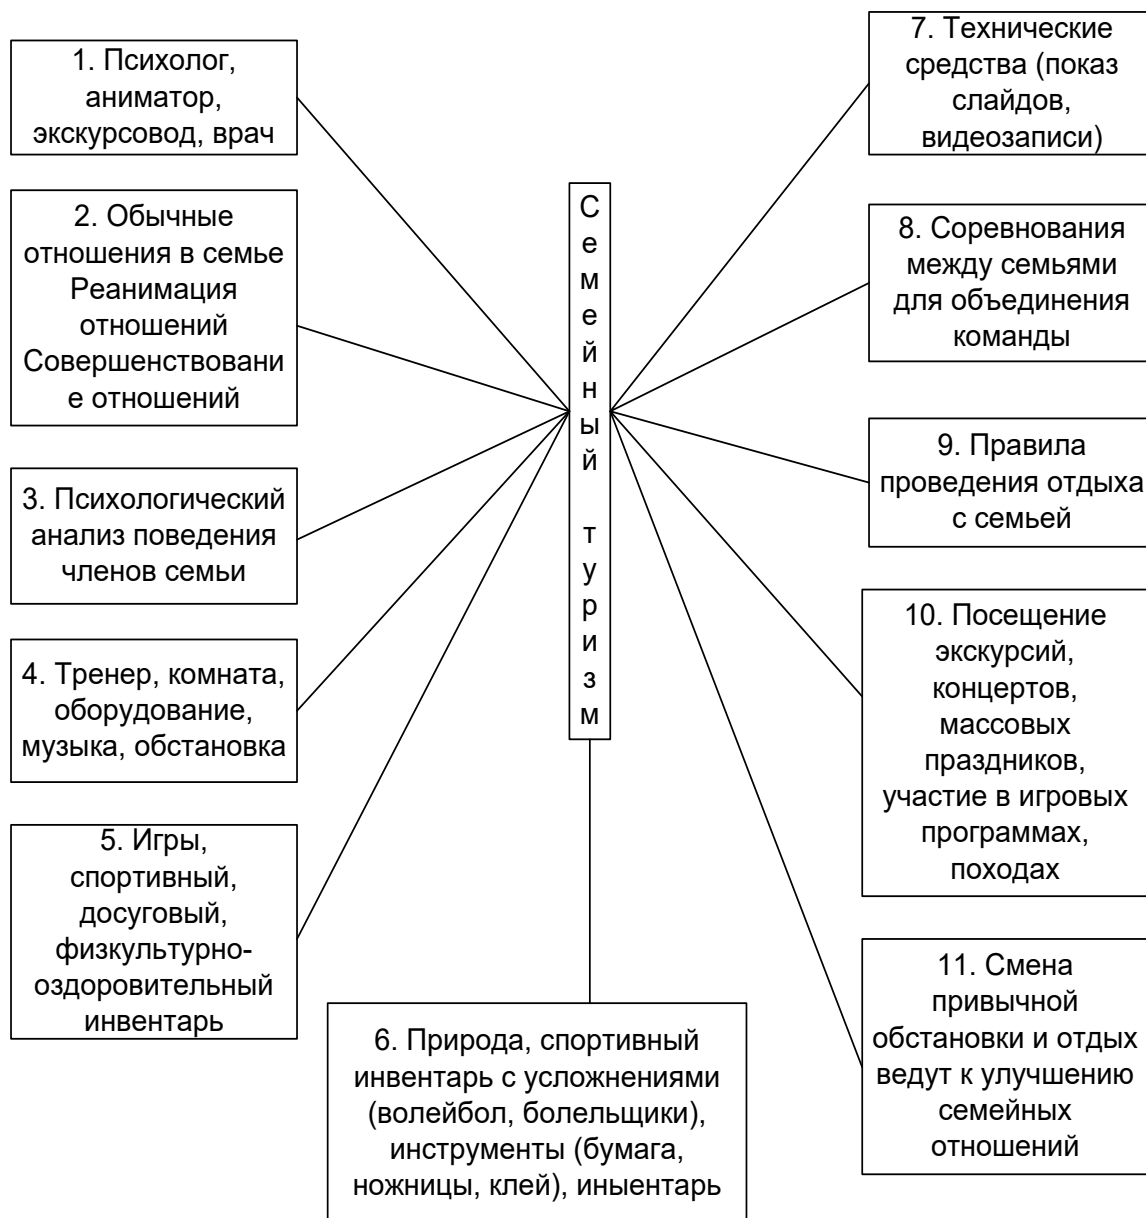 1. Психолог,
аниматор,
экскурсовод, врач
2. Обычные
отношения в семье
Реанимация
отношений
Совершенствовани
е отношений
3. Психологический
анализ поведения
членов семьи
4. Тренер, комната,
оборудование,
музыка, обстановка
5. Игры,
спортивный,
досуговый,
физкультурно-
оздоровительный
инвентарь
Семейный туризм
6. Природа, спортивный
инвентарь с усложнениями
(волейбол, болельщики),
инструменты (бумага,
ножницы, клей), иныентарь
7. Технические
средства (показ
слайдов,
видеозаписи)
8. Соревнования
между семьями
для объединения
команды
9. Правила
проведения отдыха
с семьей
10. Посещение
экскурсий,
концертов,
массовых
праздников,
участие в игровых
программах,
походах
11. Смена
привычной
обстановки и отдых
ведут к улучшению
семейных
отношений